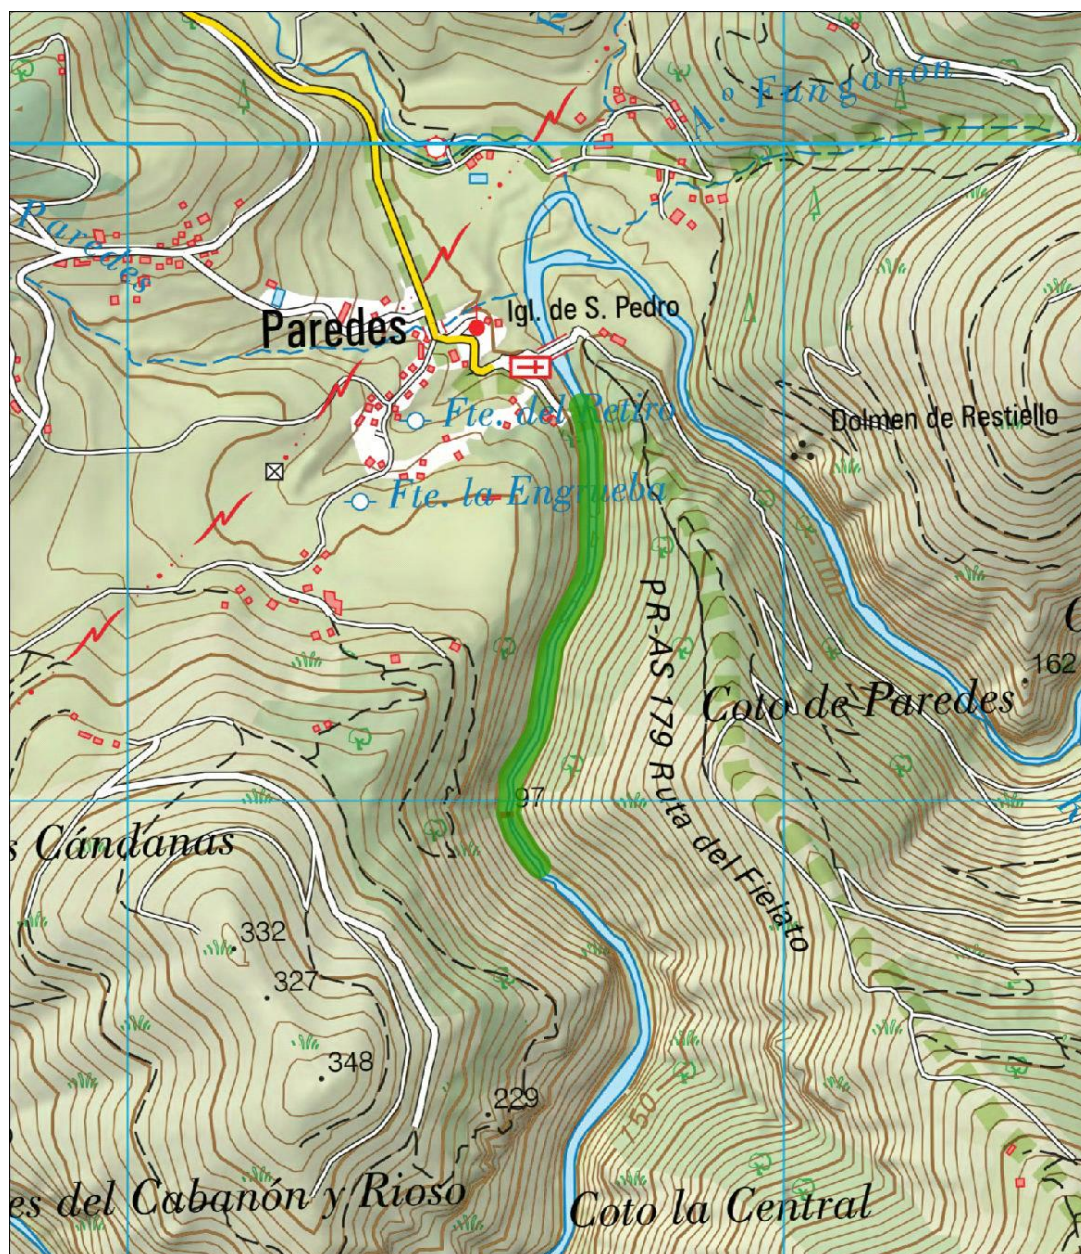 R
A.º Funganón
Paredes
Igl. de S. Pedro
Paredes
Fte. del Retiro
Dolmen de Restiello
Fte. la Engrueba
PR-AS 179 Ruta del Fielato
C
162
Coto de Paredes
97
s Cándanas
332
327
348
229
150
es del Cabanón y Rioso
Coto la Central